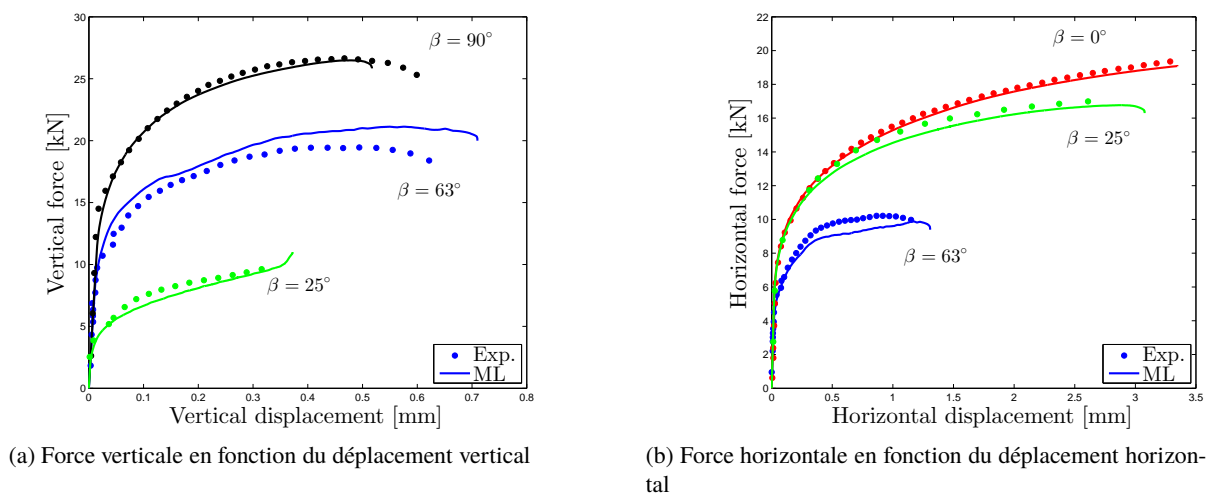 30
25
20
15
10
5
0
0 0.1 0.2 0.3 0.4 0.5 0.6 0.7 0.8
Vertical force [kN]
Vertical displacement [mm]
β = 90°
β = 63°
β = 25°
Exp.
ML
(a) Force verticale en fonction du déplacement vertical
22
20
18
16
14
12
10
8
6
4
2
0
0 0.5 1 1.5 2 2.5 3 3.5
Horizontal force [kN]
Horizontal displacement [mm]
β = 0°
β = 25°
β = 63°
Exp.
ML
(b) Force horizontale en fonction du déplacement horizon-
tal